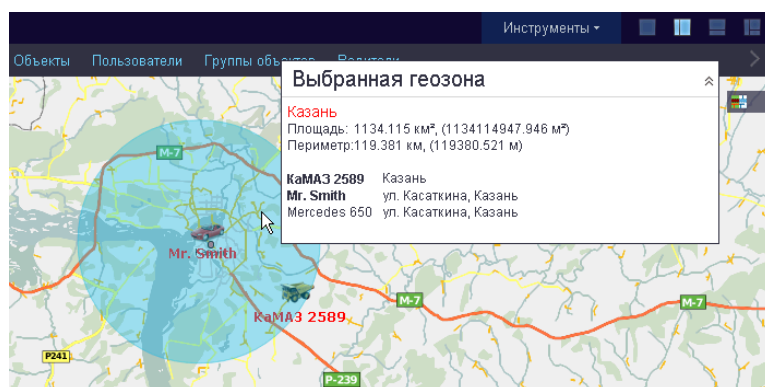 Инструменты
Объекты Пользователи Группы объектов Водители
Выбранная геозона
Казань
Площадь: 1134.115 км², (1134114947.946 м²)
Периметр:119.381 км, (119380.521 м)
КаМАЗ 2589 Казань
Mr. Smith ул. Касаткина, Казань
Mercedes 650 ул. Касаткина, Казань
М-7
Mr. Smith
КаМАЗ 2589
М-7
М-7
Р241
Р-239